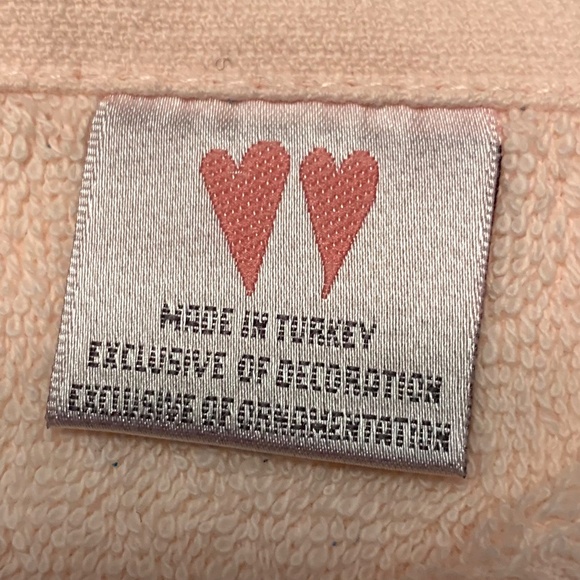 MADE IN TURKEY
EXCLUSIVE OF DECORATION
EXCLUSIVE OF ORNAMENTATION